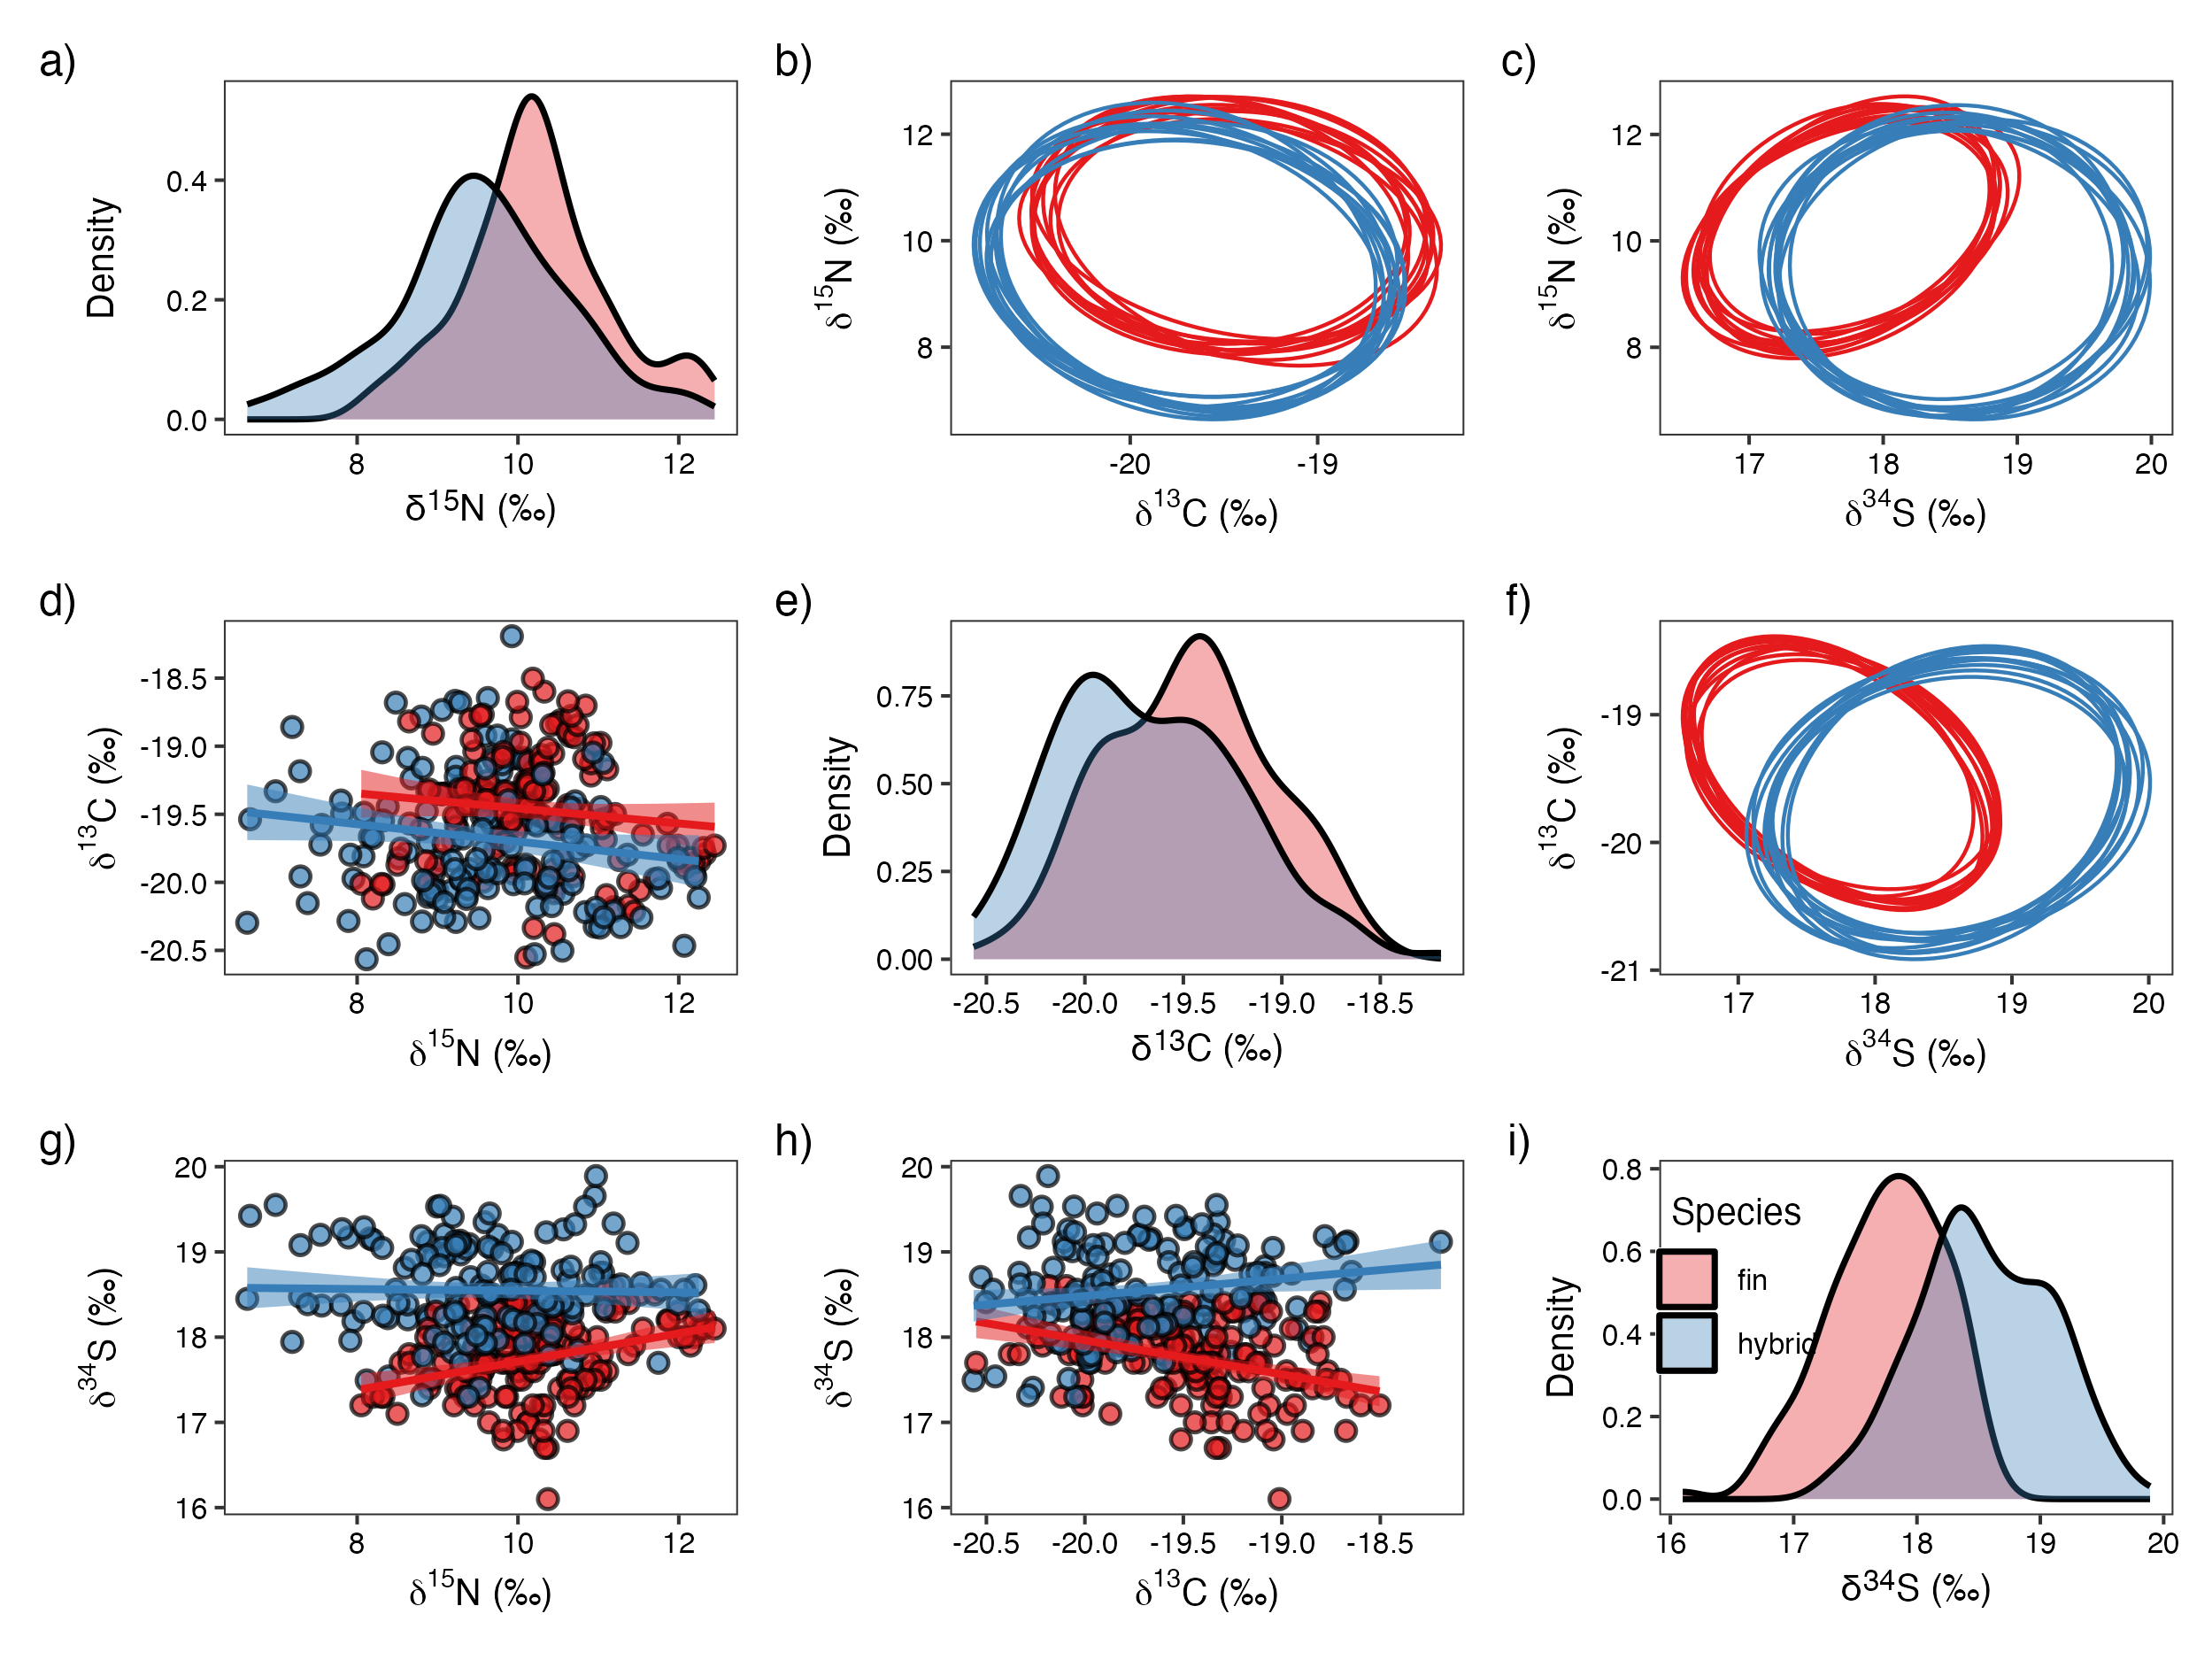 a)
Density
0.4
0.2
0.0
8 10 12
δ15N (‰)
b)
δ15N (‰)
12
10
8
-20 -19
δ13C (‰)
c)
δ15N (‰)
12
10
8
17 18 19 20
δ34S (‰)
d)
δ13C (‰)
-18.5
-19.0
-19.5
-20.0
-20.5
8 10 12
δ15N (‰)
e)
Density
0.75
0.50
0.25
0.00
-20.5 -20.0 -19.5 -19.0 -18.5
δ13C (‰)
f)
δ13C (‰)
-19
-20
-21
17 18 19 20
δ34S (‰)
g)
δ34S (‰)
20
19
18
17
16
8 10 12
δ15N (‰)
h)
δ34S (‰)
20
19
18
17
16
-20.5 -20.0 -19.5 -19.0 -18.5
δ13C (‰)
i)
Density
0.8
0.6
0.4
0.2
0.0
Species
fin
hybrid
16 17 18 19 20
δ34S (‰)